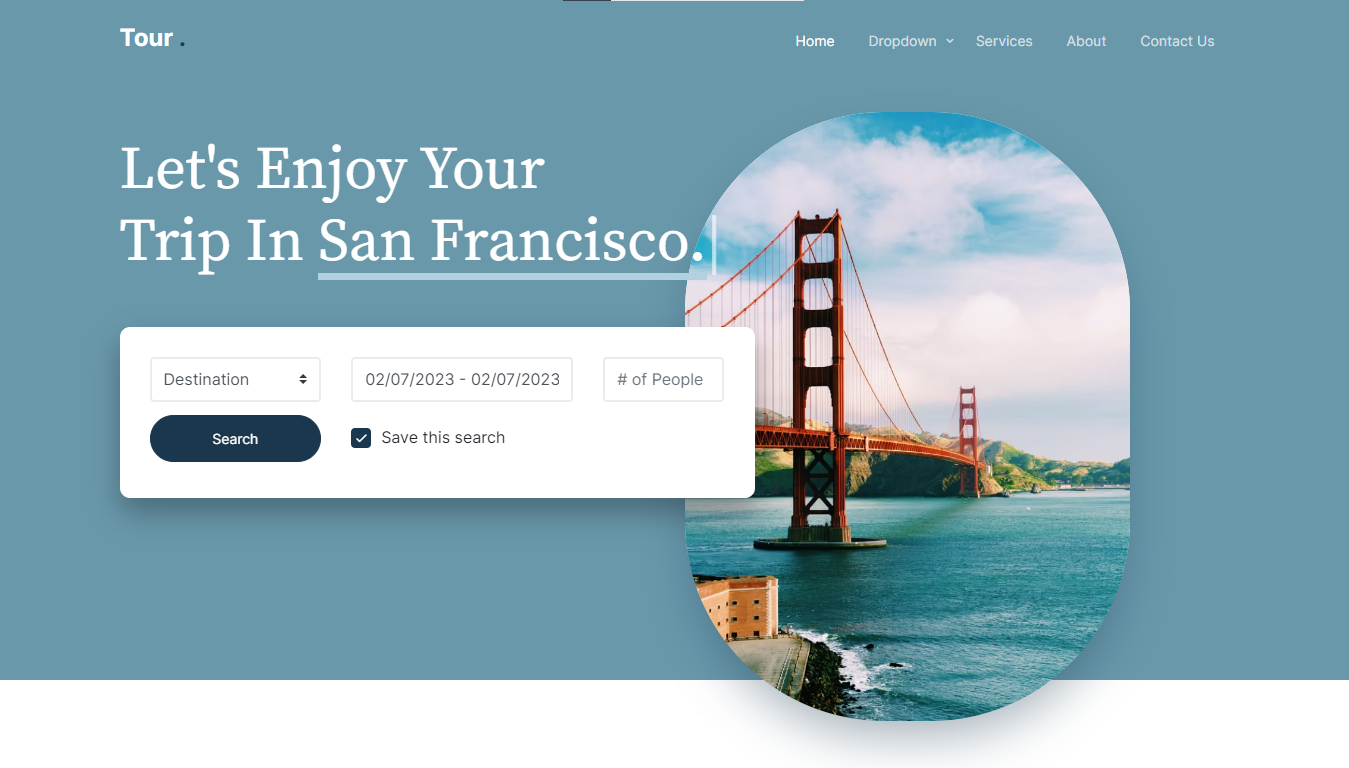 Tour .
Home Dropdown Services About Contact Us
Let's Enjoy Your
Trip In San Francisco.
Destination 02/07/2023 - 02/07/2023 # of People
Search Save this search